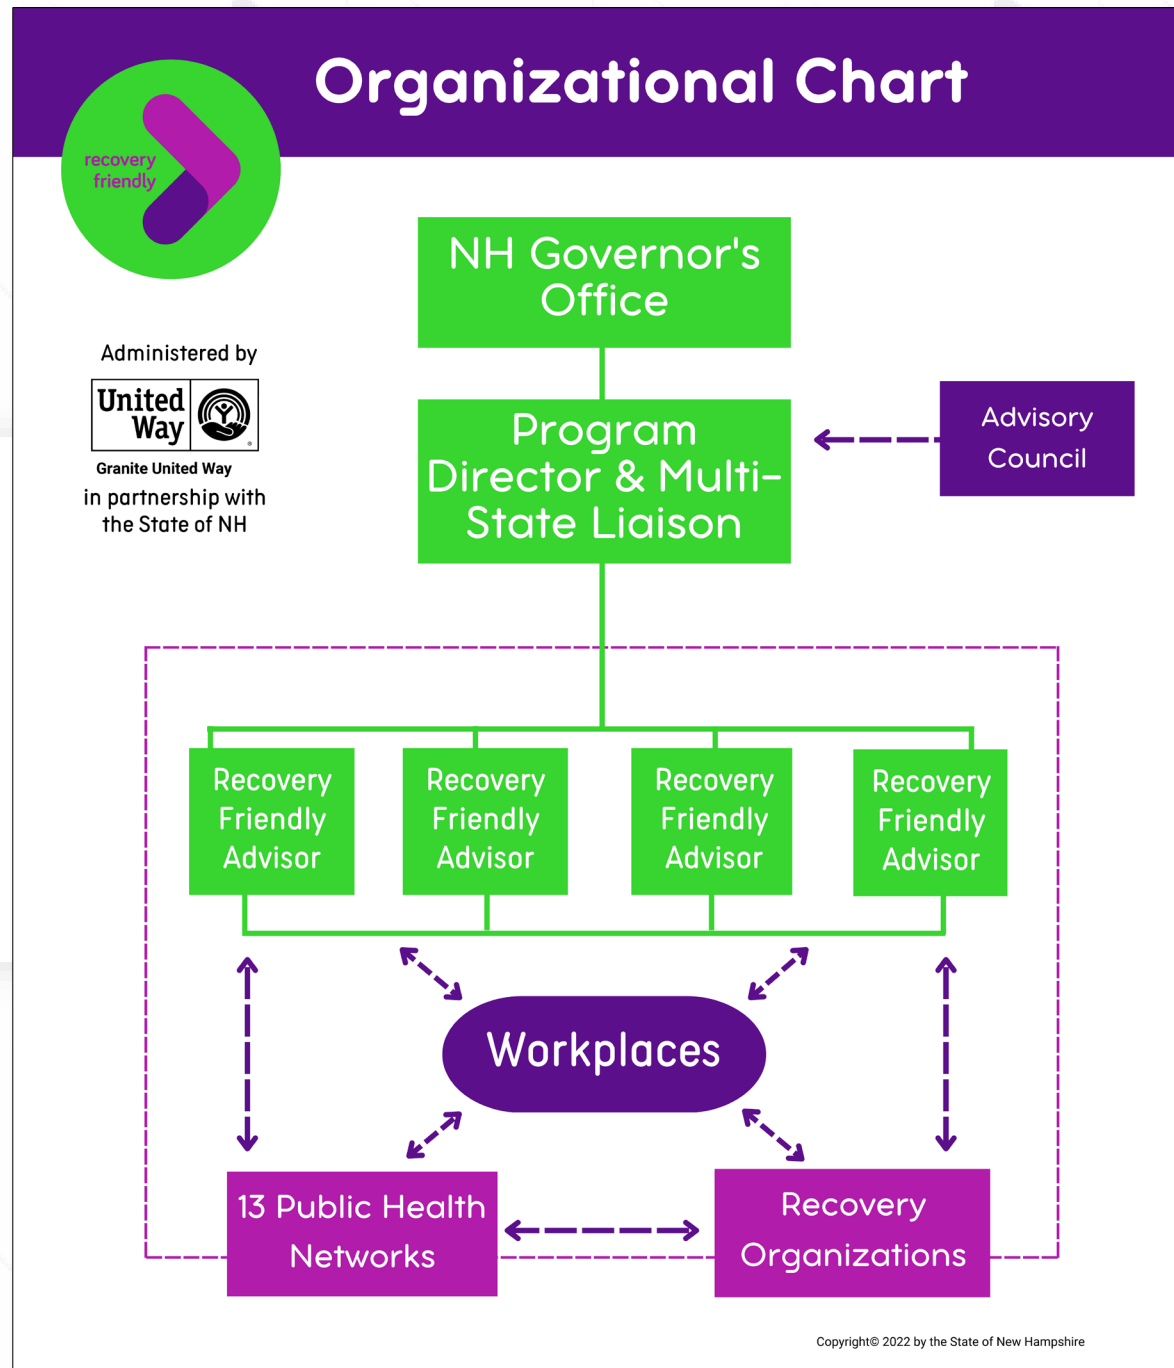 Organizational Chart
recovery
friendly
NH Governor's
Office
Administered by
United
Way
®
Granite United Way
in partnership with
the State of NH
Program
Director & Multi-
State Liaison
Advisory
Council
Recovery
Friendly
Advisor
Recovery
Friendly
Advisor
Recovery
Friendly
Advisor
Recovery
Friendly
Advisor
Workplaces
13 Public Health
Networks
Recovery
Organizations
Copyright© 2022 by the State of New Hampshire